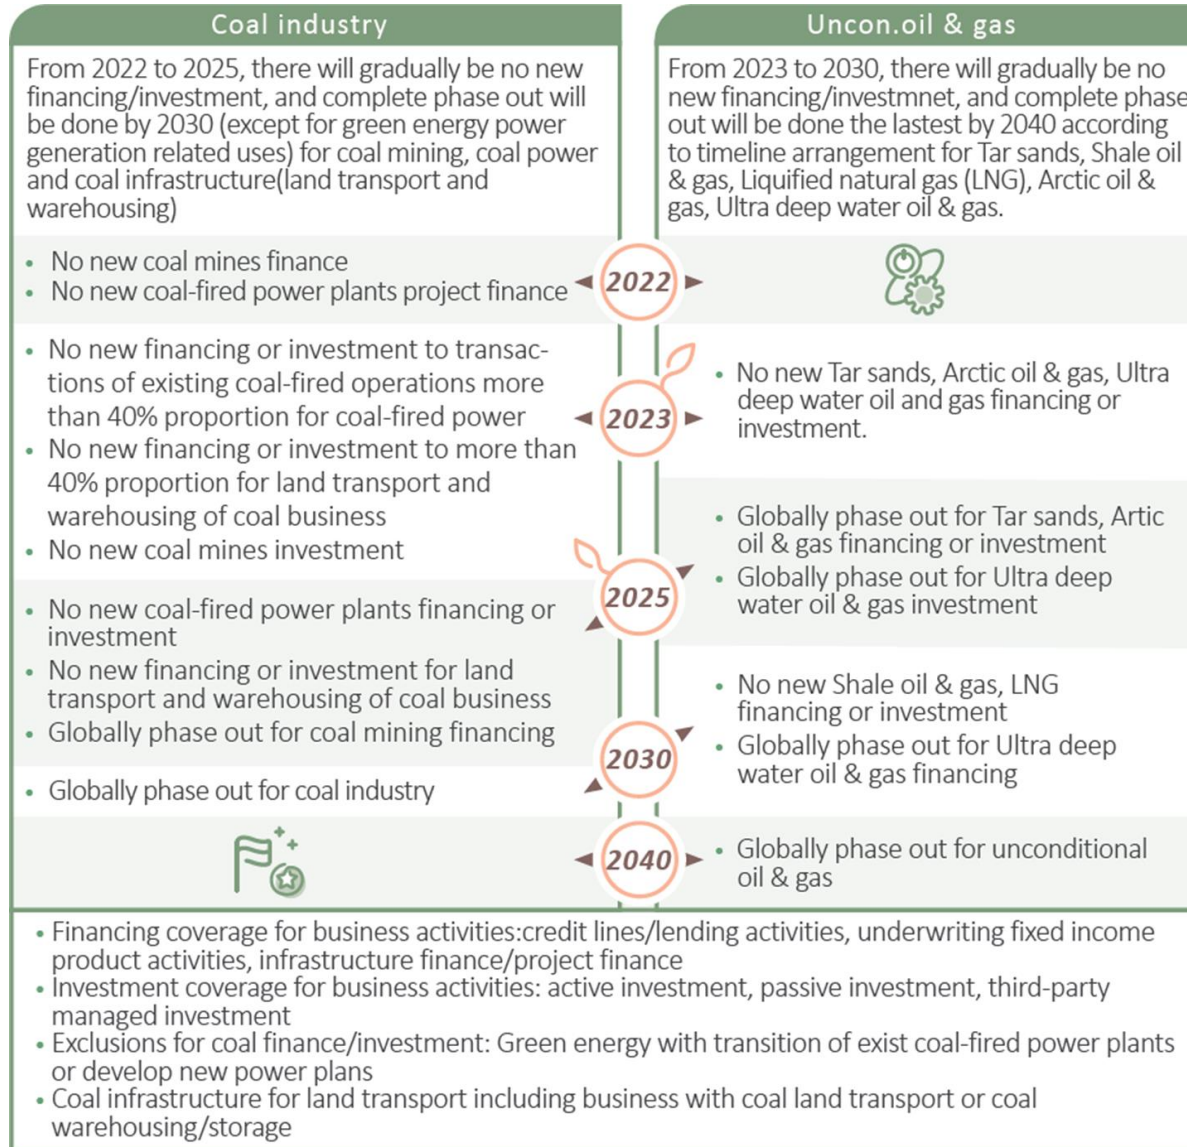 Coal industry
From 2022 to 2025, there will gradually be no new
financing/investment, and complete phase out will
be done by 2030 (except for green energy power
generation related uses) for coal mining, coal power
and coal infrastructure(land transport and
warehousing)
Uncon.oil & gas
From 2023 to 2030, there will gradually be no
new financing/investmnet, and complete phase
out will be done the lastest by 2040 according
to timeline arrangement for Tar sands, Shale oil
& gas, Liquified natural gas (LNG), Arctic oil &
gas, Ultra deep water oil & gas.
• No new coal mines finance
• No new coal-fired power plants project finance
2022
• No new financing or investment to transac-
tions of existing coal-fired operations more
than 40% proportion for coal-fired power
• No new financing or investment to more than
40% proportion for land transport and
warehousing of coal business
• No new coal mines investment
2023
• No new Tar sands, Arctic oil & gas, Ultra
deep water oil and gas financing or
investment.
• No new coal-fired power plants financing or
investment
• No new financing or investment for land
transport and warehousing of coal business
• Globally phase out for coal mining financing
2025
• Globally phase out for Tar sands, Artic
oil & gas financing or investment
• Globally phase out for Ultra deep
water oil & gas investment
• Globally phase out for coal industry
2030
• No new Shale oil & gas, LNG
financing or investment
• Globally phase out for Ultra deep
water oil & gas financing
2040
• Globally phase out for unconditional
oil & gas
• Financing coverage for business activities:credit lines/lending activities, underwriting fixed income
product activities, infrastructure finance/project finance
• Investment coverage for business activities: active investment, passive investment, third-party
managed investment
• Exclusions for coal finance/investment: Green energy with transition of exist coal-fired power plants
or develop new power plans
• Coal infrastructure for land transport including business with coal land transport or coal
warehousing/storage